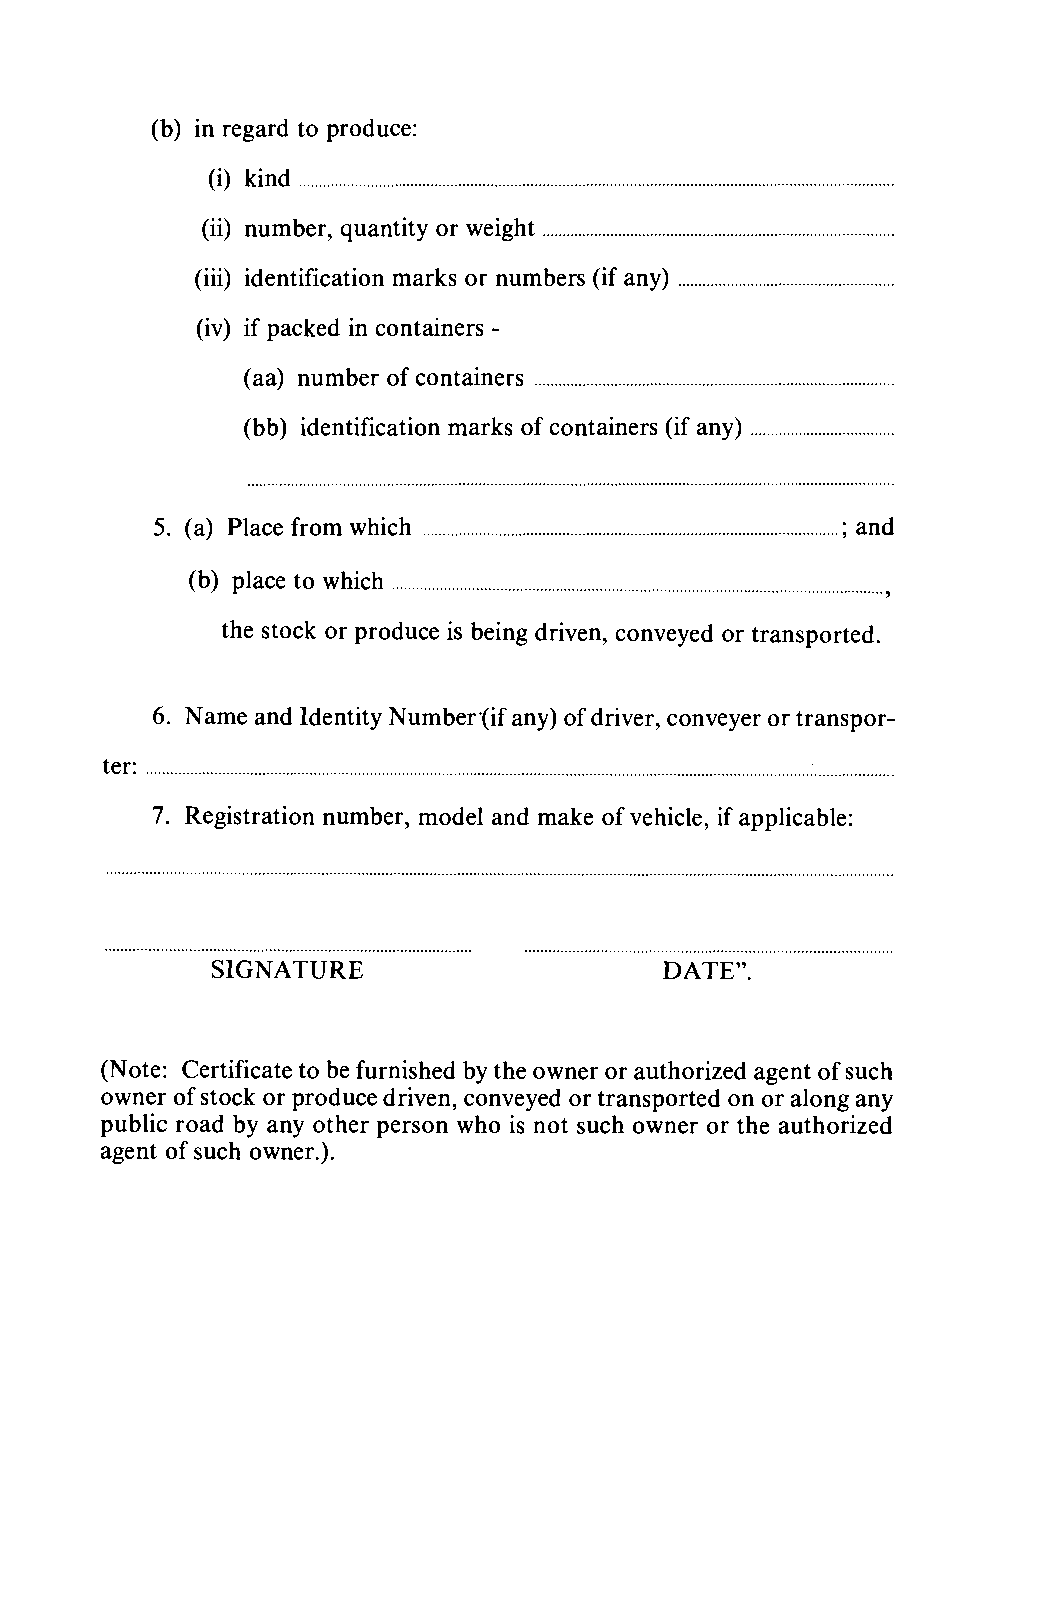 (b) in regard to produce:
(i) kind ..........
(ii) number, quantity or weight ..........
(iii) identification marks or numbers (if any) ..........
(iv) if packed in containers -
(aa) number of containers ..........
(bb) identification marks of containers (if any) ..........
..........
5. (a) Place from which .......... ; and
(b) place to which .......... ,
the stock or produce is being driven, conveyed or transported.
6. Name and Identity Number (if any) of driver, conveyer or transpor-
ter: ..........
7. Registration number, model and make of vehicle, if applicable:
..........
.......... ..........
SIGNATURE DATE”.
(Note: Certificate to be furnished by the owner or authorized agent of such
owner of stock or produce driven, conveyed or transported on or along any
public road by any other person who is not such owner or the authorized
agent of such owner.).